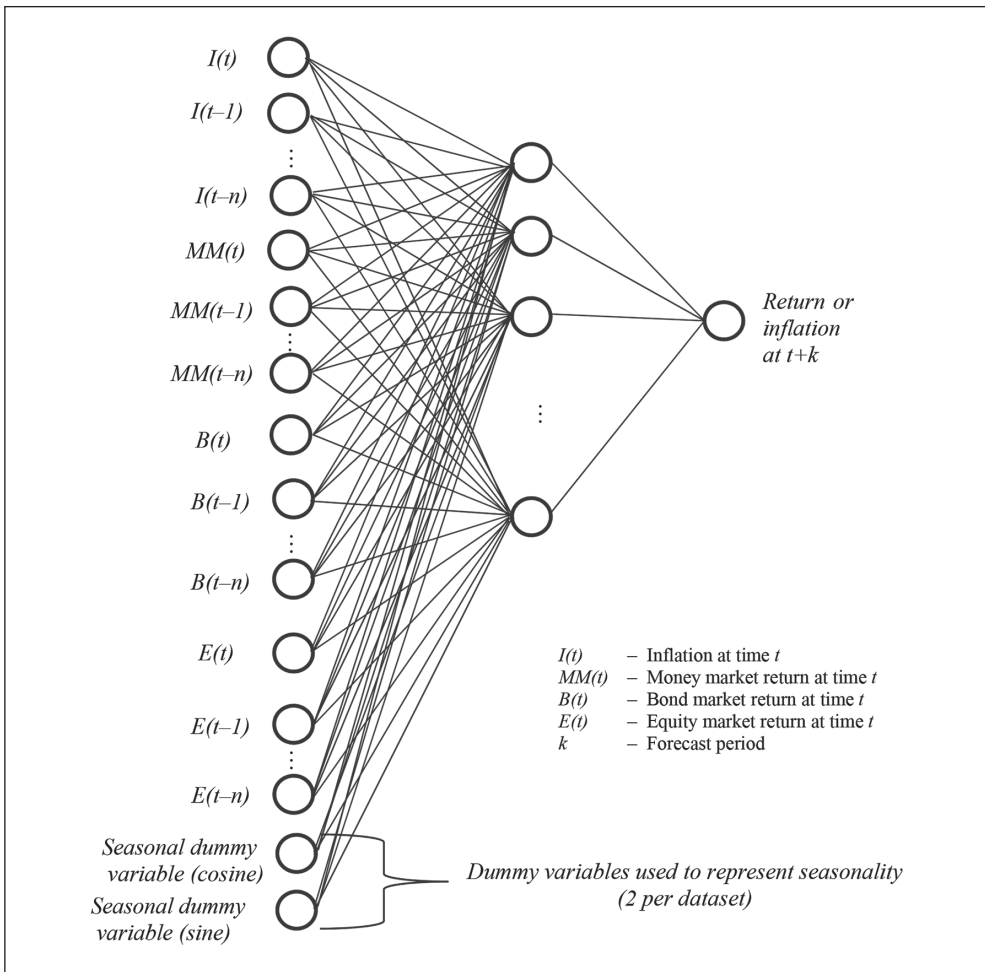 I(t)
I(t–1)
I(t–n)
MM(t)
MM(t–1)
MM(t–n)
B(t)
B(t–1)
B(t–n)
E(t)
E(t–1)
E(t–n)
Seasonal dummy
variable (cosine)
Seasonal dummy
variable (sine)
Return or
inflation
at t+k
I(t) – Inflation at time t
MM(t) – Money market return at time t
B(t) – Bond market return at time t
E(t) – Equity market return at time t
k – Forecast period
Dummy variables used to represent seasonality
(2 per dataset)